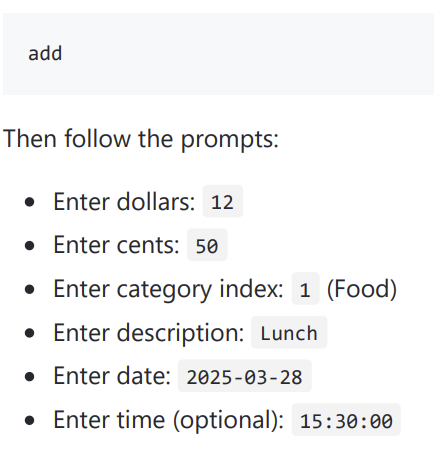 add
Then follow the prompts:
Enter dollars: 12
Enter cents: 50
Enter category index: 1 (Food)
Enter description: Lunch
Enter date: 2025-03-28
Enter time (optional): 15:30:00